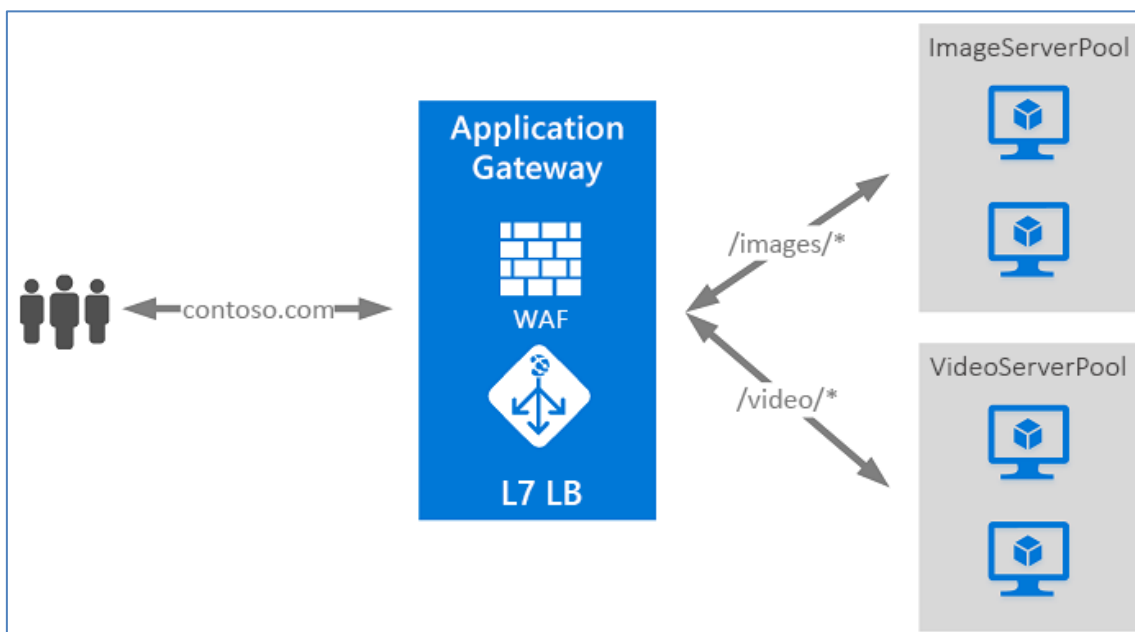 contoso.com
Application
Gateway
WAF
L7 LB
/images/*
/video/*
ImageServerPool
VideoServerPool